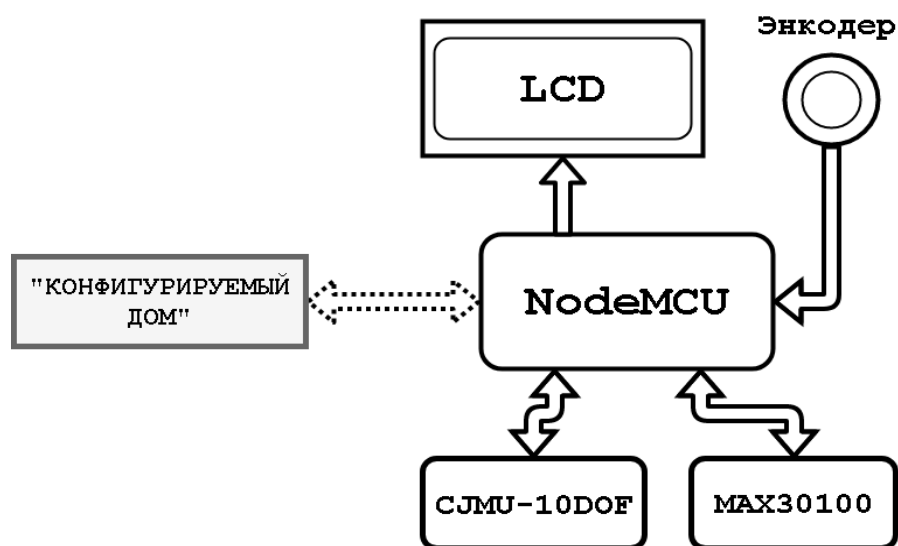 Энкодер
LCD
"КОНФИГУРИРУЕМЫЙ
ДОМ"
NodeMCU
CJMU-10DOF
MAX30100